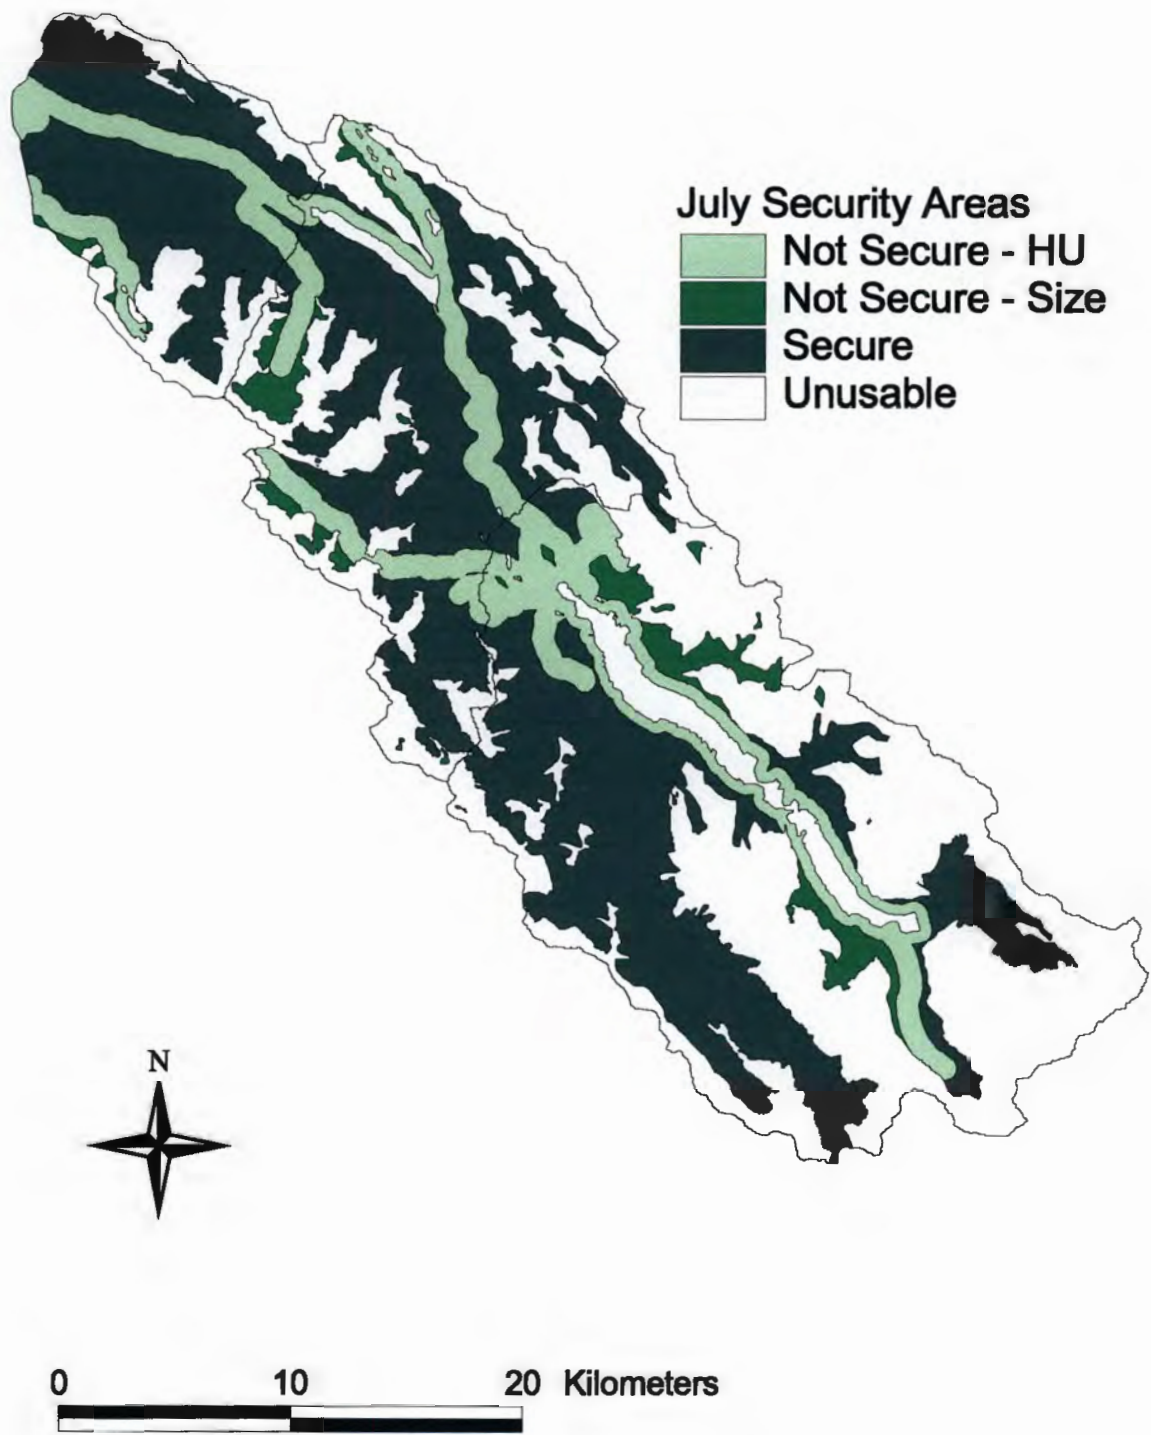 July Security Areas
Not Secure - HU
Not Secure - Size
Secure
Unusable
N
0 10 20 Kilometers